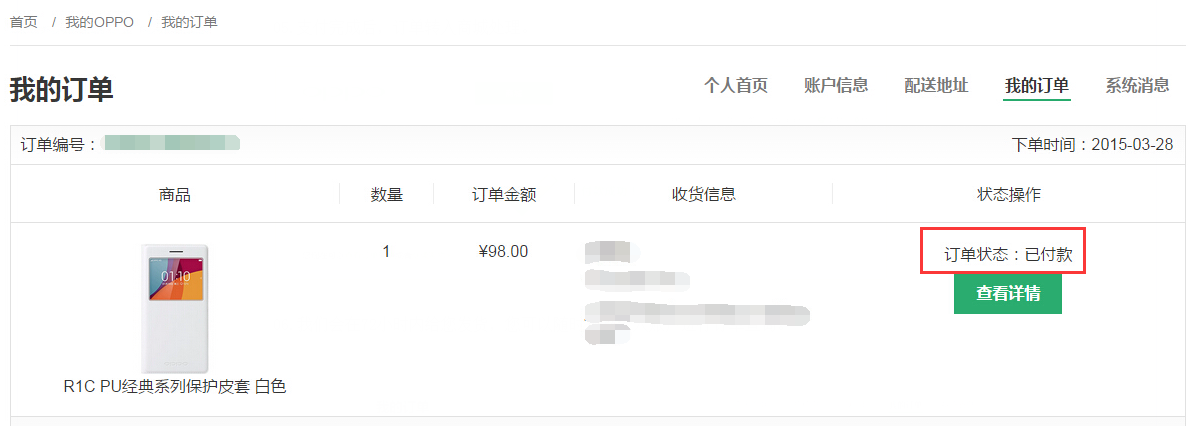 首页 / 我的OPPO / 我的订单
我的订单
个人首页 账户信息 配送地址 我的订单 系统消息
订单编号：
下单时间：2015-03-28
商品 数量 订单金额 收货信息 状态操作
01:10
1 ¥98.00
订单状态：已付款
查看详情
R1C PU经典系列保护皮套 白色